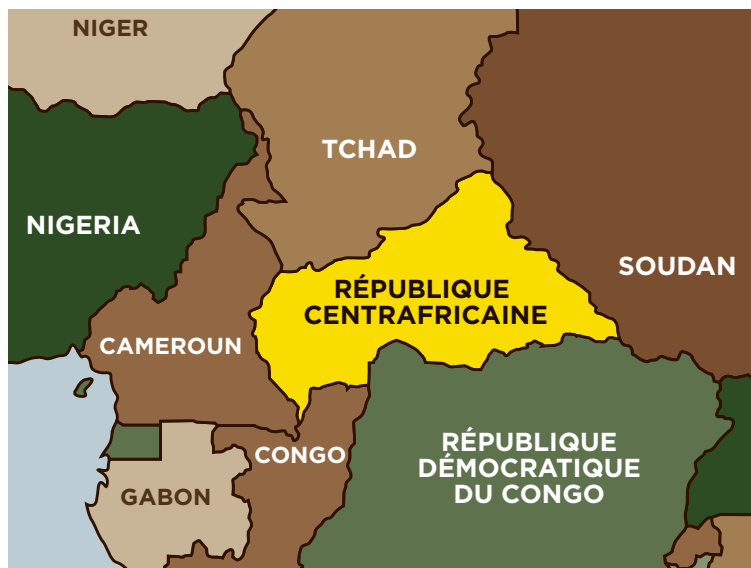 NIGER
TCHAD
NIGERIA
SOUDAN
RÉPUBLIQUE
CENTRAFRICAINE
CAMEROUN
CONGO
RÉPUBLIQUE
DÉMOCRATIQUE
DU CONGO
GABON